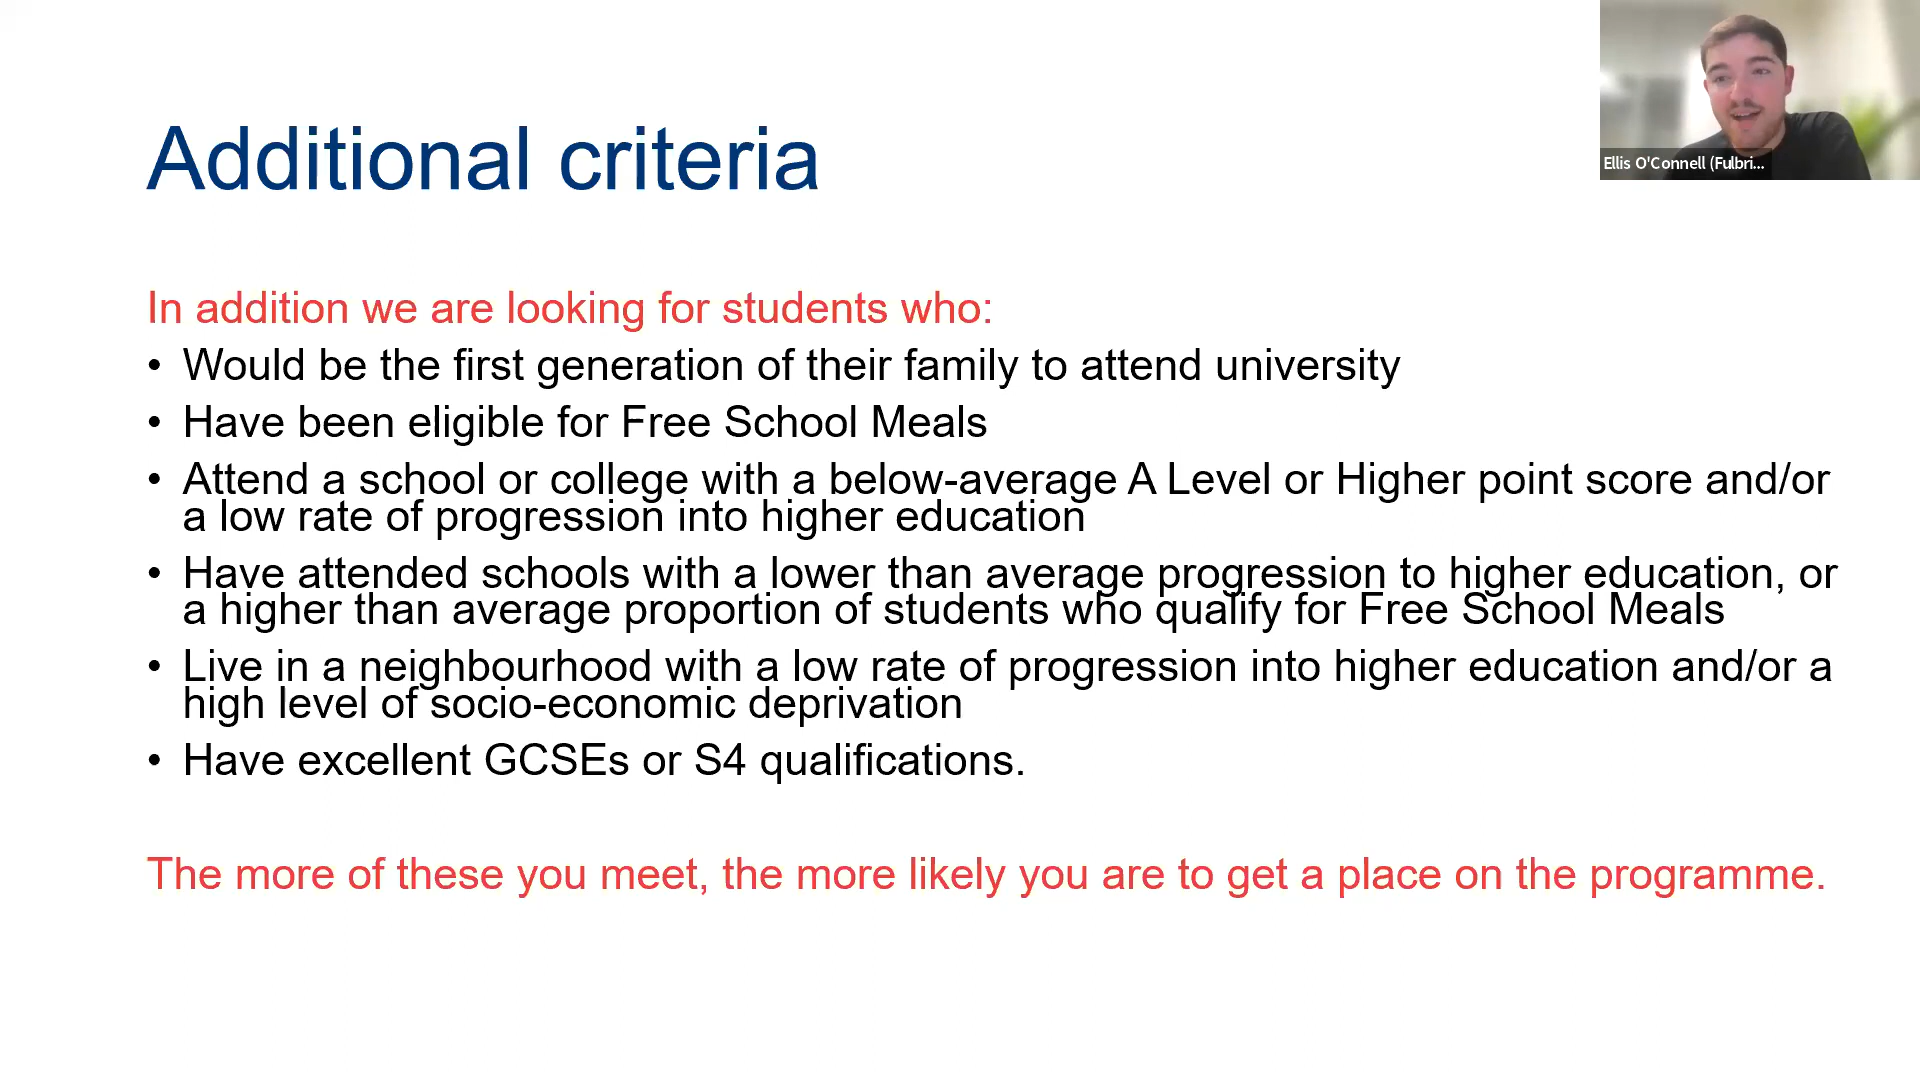 Additional criteria
Ellis O'Connell (Fulbri...
In addition we are looking for students who:
• Would be the first generation of their family to attend university
• Have been eligible for Free School Meals
• Attend a school or college with a below-average A Level or Higher point score and/or
a low rate of progression into higher education
• Have attended schools with a lower than average progression to higher education, or
a higher than average proportion of students who qualify for Free School Meals
• Live in a neighbourhood with a low rate of progression into higher education and/or a
high level of socio-economic deprivation
• Have excellent GCSEs or S4 qualifications.
The more of these you meet, the more likely you are to get a place on the programme.